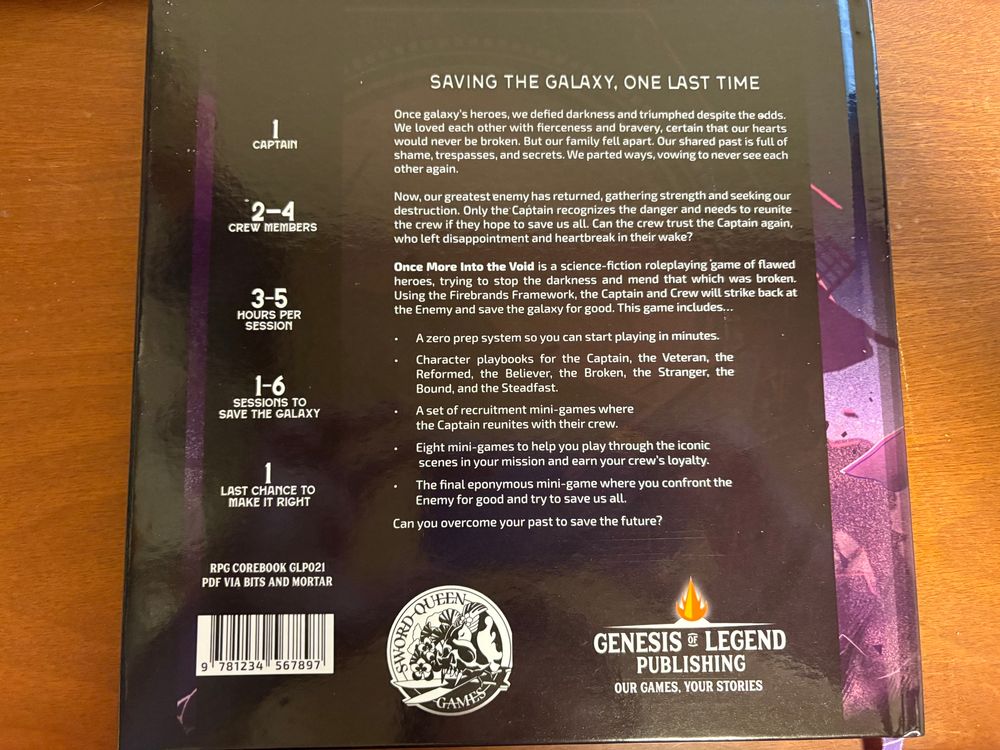 SAVING THE GALAXY, ONE LAST TIME
Once galaxy's heroes, we defied darkness and triumphed despite the odds.
We loved each other with fierceness and bravery, certain that our hearts
would never be broken. But our family fell apart. Our shared past is full of
shame, trespasses, and secrets. We parted ways, vowing to never see each
other again.
Now, our greatest enemy has returned, gathering strength and seeking our
destruction. Only the Captain recognizes the danger and needs to reunite
the crew if they hope to save us all. Can the crew trust the Captain again,
who left disappointment and heartbreak in their wake?
Once More Into the Void is a science-fiction roleplaying game of flawed
heroes, trying to stop the darkness and mend that which was broken.
Using the Firebrands Framework, the Captain and Crew will strike back at
the Enemy and save the galaxy for good. This game includes...
• A zero prep system so you can start playing in minutes.
• Character playbooks for the Captain, the Veteran, the
Reformed, the Believer, the Broken, the Stranger, the
Bound, and the Steadfast.
• A set of recruitment mini-games where
the Captain reunites with their crew.
• Eight mini-games to help you play through the iconic
scenes in your mission and earn your crew's loyalty.
• The final eponymous mini-game where you confront the
Enemy for good and try to save us all.
Can you overcome your past to save the future?
1
CAPTAIN
2-4
CREW MEMBERS
3-5
HOURS PER
SESSION
1-6
SESSIONS TO
SAVE THE GALAXY
1
LAST CHANCE TO
MAKE IT RIGHT
RPG COREBOOK GLP021
PDF VIA BITS AND MORTAR
9 781234 567897
SWORD QUEEN
GAMES
GENESIS OF LEGEND
PUBLISHING
OUR GAMES, YOUR STORIES